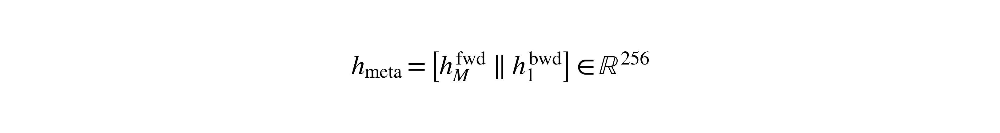 h_meta = [h_M^fwd ∥ h_1^bwd] ∈ ℝ^256